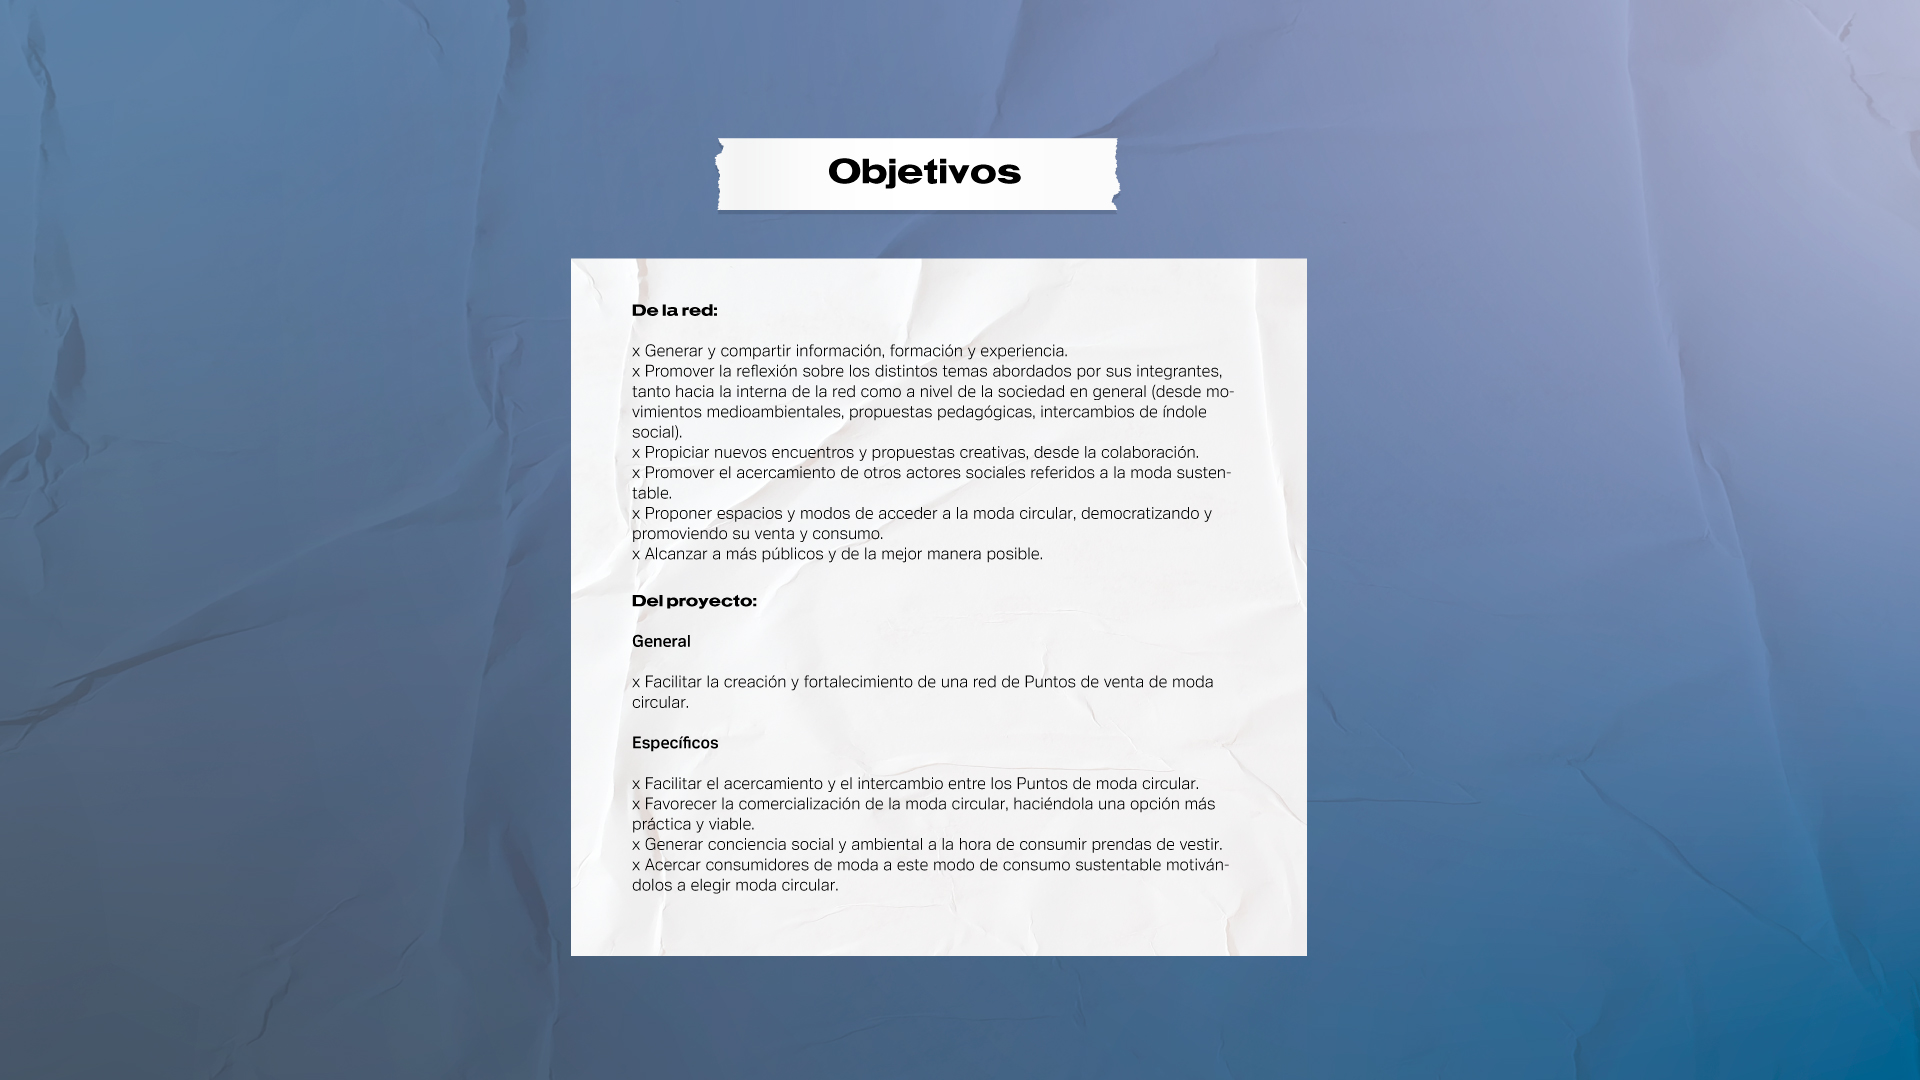 Objetivos
De la red:
x Generar y compartir información, formación y experiencia.
x Promover la reflexión sobre los distintos temas abordados por sus integrantes,
tanto hacia la interna de la red como a nivel de la sociedad en general (desde mo-
vimientos medioambientales, propuestas pedagógicas, intercambios de índole
social).
x Propiciar nuevos encuentros y propuestas creativas, desde la colaboración.
x Promover el acercamiento de otros actores sociales referidos a la moda susten-
table.
x Proponer espacios y modos de acceder a la moda circular, democratizando y
promoviendo su venta y consumo.
x Alcanzar a más públicos y de la mejor manera posible.
Del proyecto:
General
x Facilitar la creación y fortalecimiento de una red de Puntos de venta de moda
circular.
Específicos
x Facilitar el acercamiento y el intercambio entre los Puntos de moda circular.
x Favorecer la comercialización de la moda circular, haciéndola una opción más
práctica y viable.
x Generar conciencia social y ambiental a la hora de consumir prendas de vestir.
x Acercar consumidores de moda a este modo de consumo sustentable motiván-
dolos a elegir moda circular.